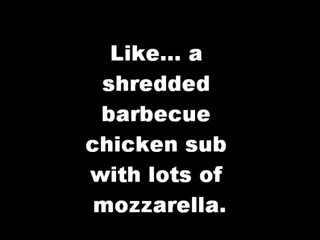 Like... a
shredded
barbecue
chicken sub
with lots of
mozzarella.